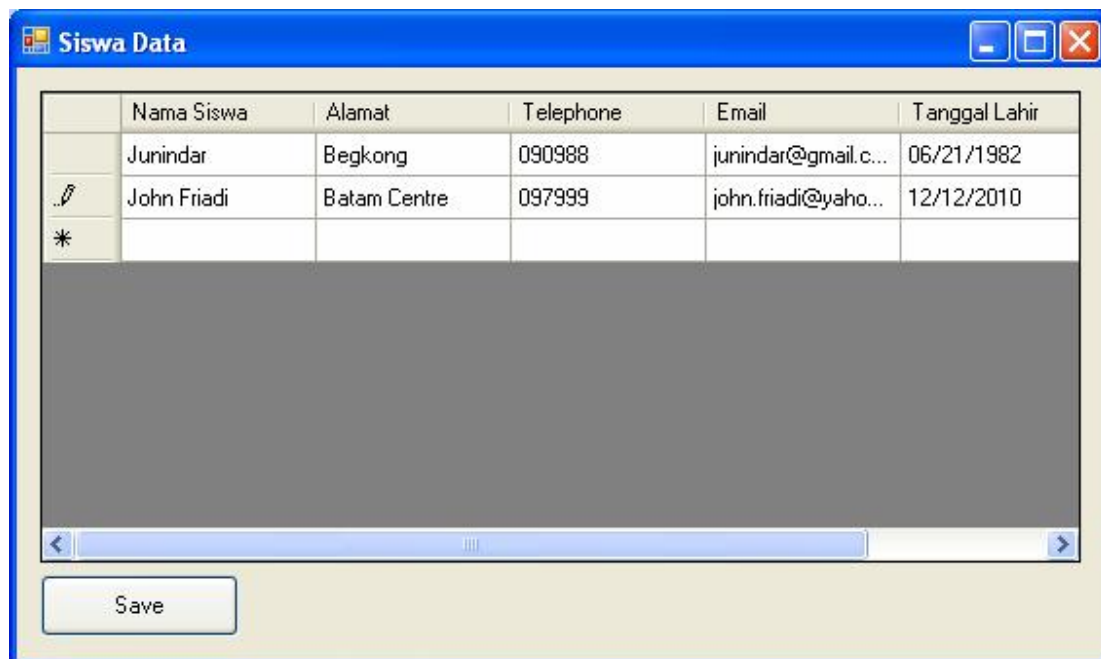 Siswa Data
Nama Siswa Alamat Telephone Email Tanggal Lahir
Junindar Begkong 090988 junindar@gmail.c... 06/21/1982
John Friadi Batam Centre 097999 john.friadi@yaho... 12/12/2010
Save